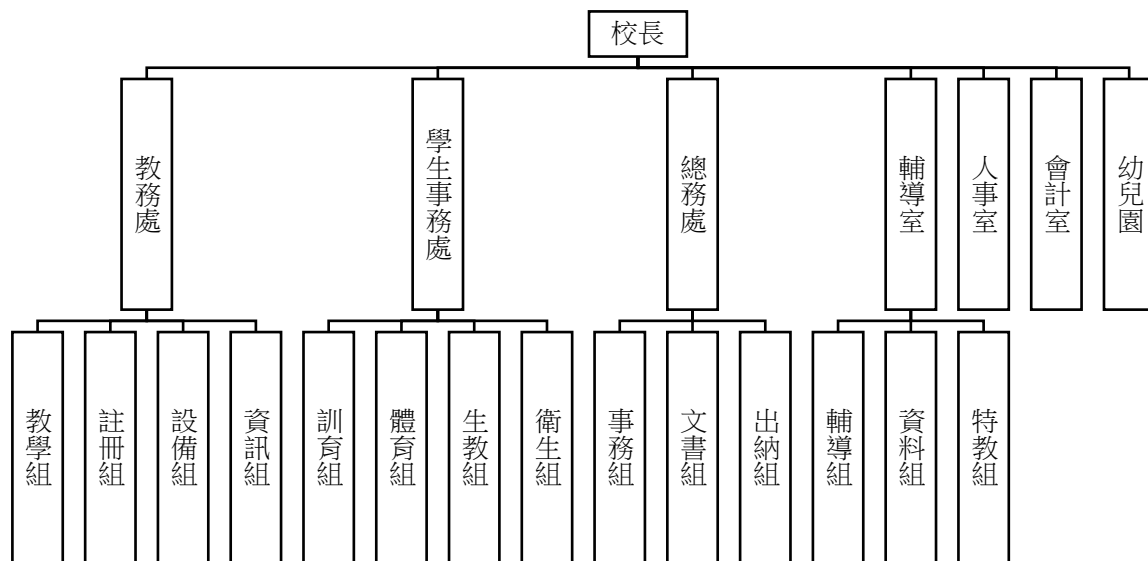 校長
教務處
學生事務處
總務處
輔導室
人事室
會計室
幼兒園
教學組
註冊組
設備組
資訊組
訓育組
體育組
生教組
衛生組
事務組
文書組
出納組
輔導組
資料組
特教組